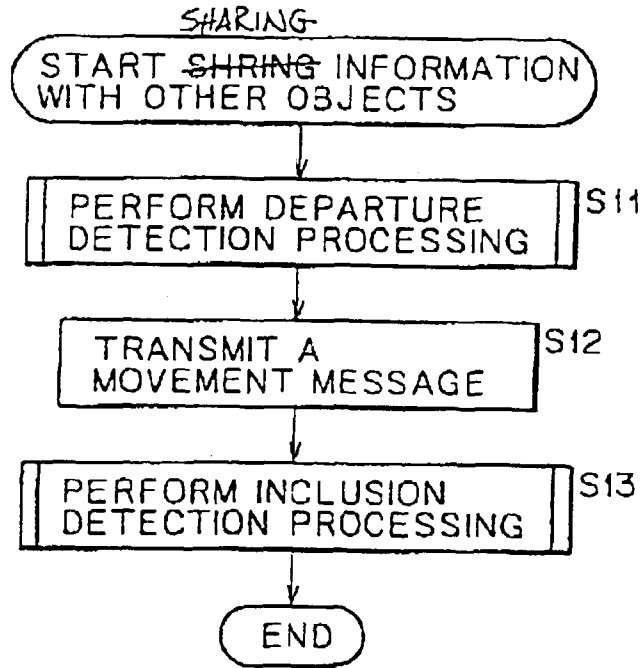 SHARING
START SHRING INFORMATION
WITH OTHER OBJECTS
PERFORM DEPARTURE
DETECTION PROCESSING
S11
TRANSMIT A
MOVEMENT MESSAGE
S12
PERFORM INCLUSION
DETECTION PROCESSING
S13
END